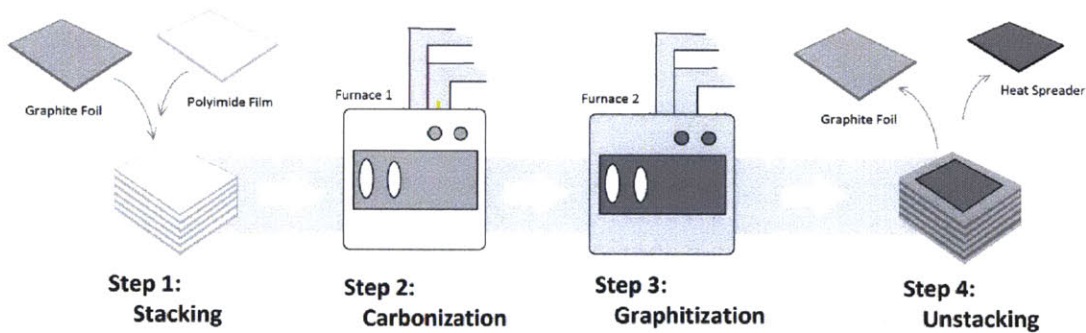 Graphite Foil
Polyimide Film
Furnace 1
Furnace 2
Graphite Foil
Heat Spreader
Step 1:
Stacking
Step 2:
Carbonization
Step 3:
Graphitization
Step 4:
Unstacking